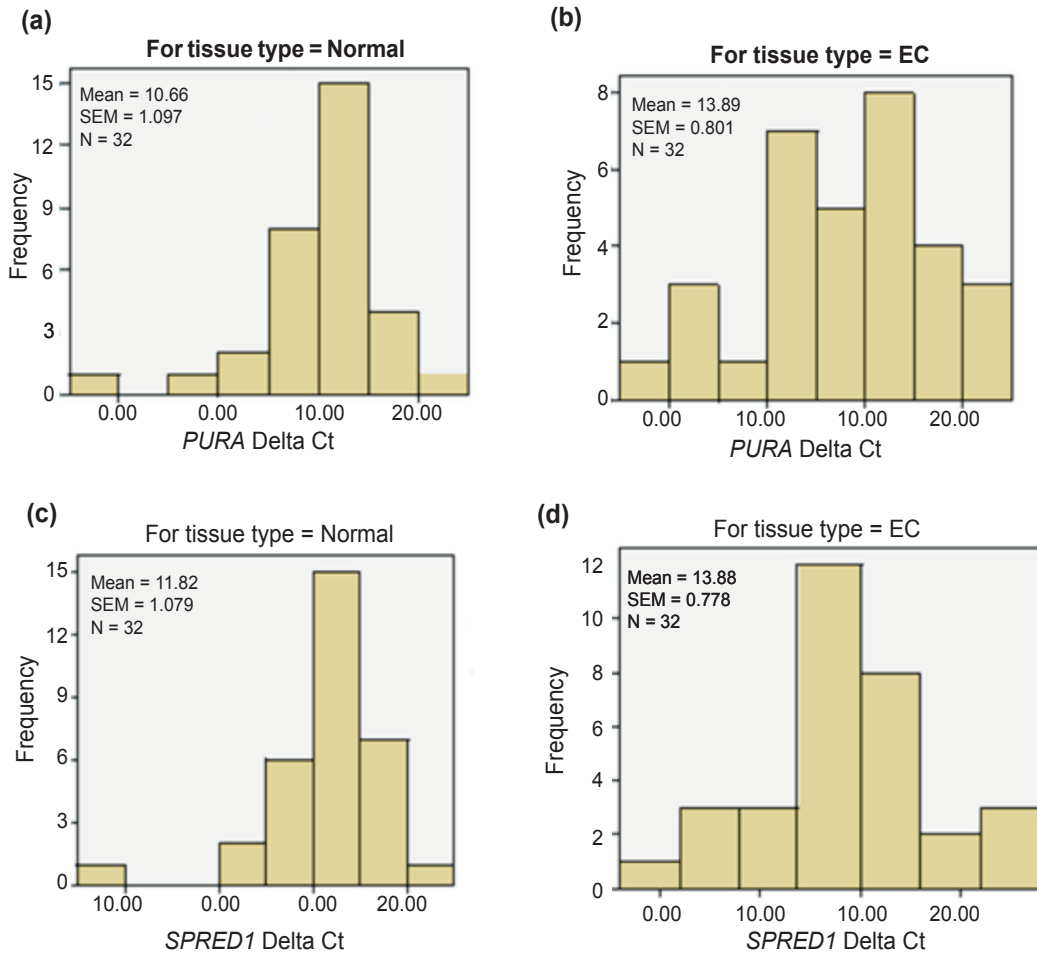 (a)
For tissue type = Normal
Mean = 10.66
SEM = 1.097
N = 32
Frequency
15
12
9
6
3
0
0.00 0.00 10.00 20.00
PURA Delta Ct
(b)
For tissue type = EC
Mean = 13.89
SEM = 0.801
N = 32
Frequency
8
6
4
2
0
0.00 10.00 10.00 20.00
PURA Delta Ct
(c)
For tissue type = Normal
Mean = 11.82
SEM = 1.079
N = 32
Frequency
15
12
9
6
3
0
10.00 0.00 0.00 20.00
SPRED1 Delta Ct
(d)
For tissue type = EC
Mean = 13.88
SEM = 0.778
N = 32
Frequency
12
10
8
6
4
2
0
0.00 10.00 10.00 20.00
SPRED1 Delta Ct